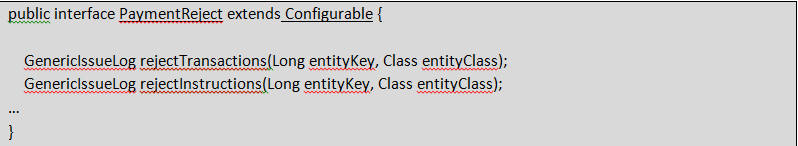 public interface PaymentReject extends Configurable {
GenericIssueLog rejectTransactions(Long entityKey, Class entityClass);
GenericIssueLog rejectInstructions(Long entityKey, Class entityClass);
...
}